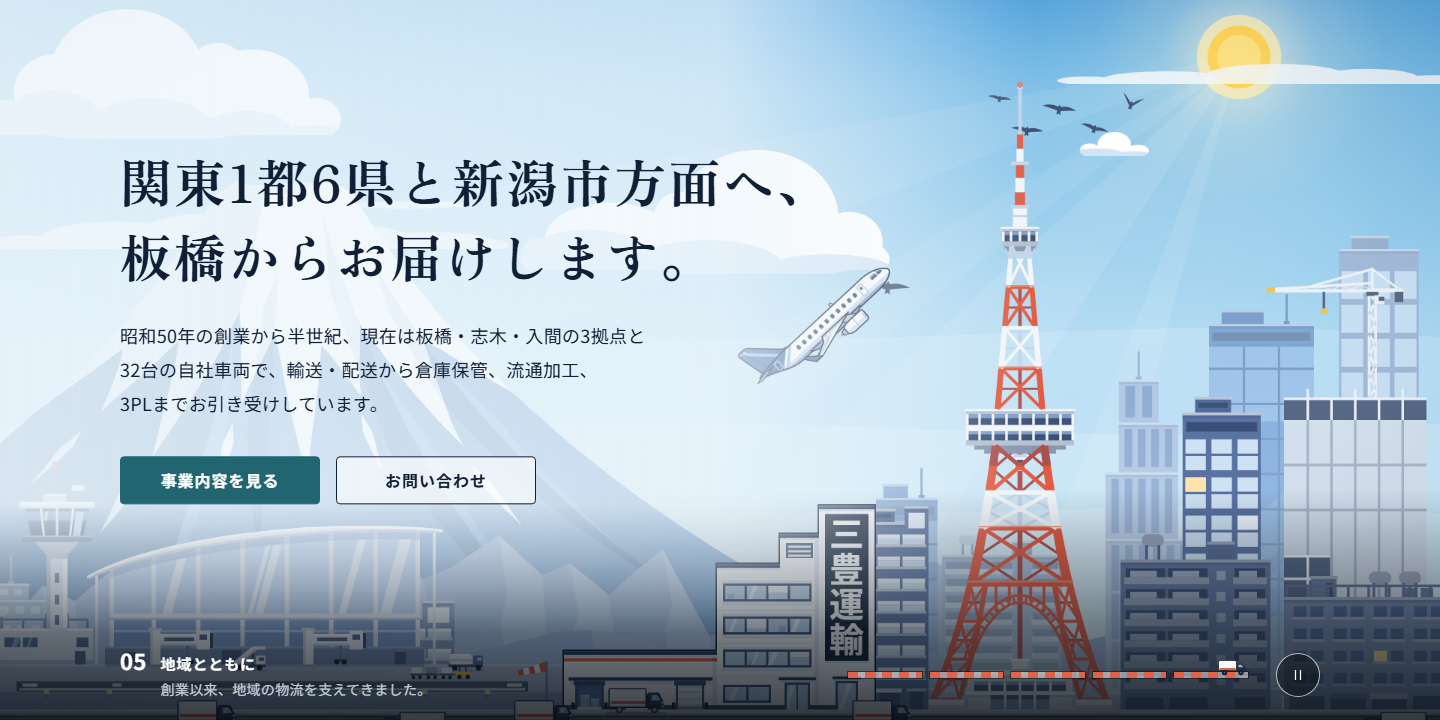 関東1都6県と新潟市方面へ、
板橋からお届けします。
昭和50年の創業から半世紀、現在は板橋・志木・入間の3拠点と
32台の自社車両で、輸送・配送から倉庫保管、流通加工、
3PLまでお引き受けしています。
事業内容を見る
お問い合わせ
三豊運輸
05 地域とともに
創業以来、地域の物流を支えてきました。